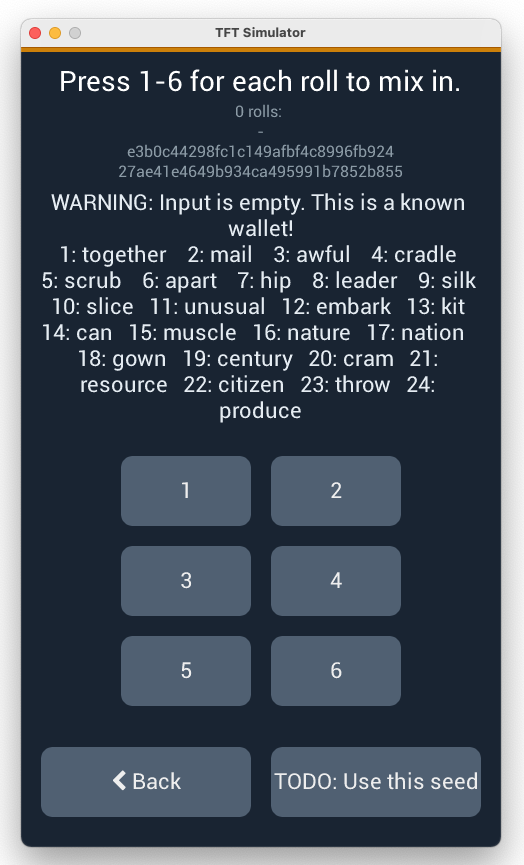 TFT Simulator
Press 1-6 for each roll to mix in.
0 rolls:
-
e3b0c44298fc1c149afbf4c8996fb924
27ae41e4649b934ca495991b7852b855
WARNING: Input is empty. This is a known
wallet!
1: together 2: mail 3: awful 4: cradle
5: scrub 6: apart 7: hip 8: leader 9: silk
10: slice 11: unusual 12: embark 13: kit
14: can 15: muscle 16: nature 17: nation
18: gown 19: century 20: cram 21:
resource 22: citizen 23: throw 24:
produce
1 2
3 4
5 6
Back TODO: Use this seed